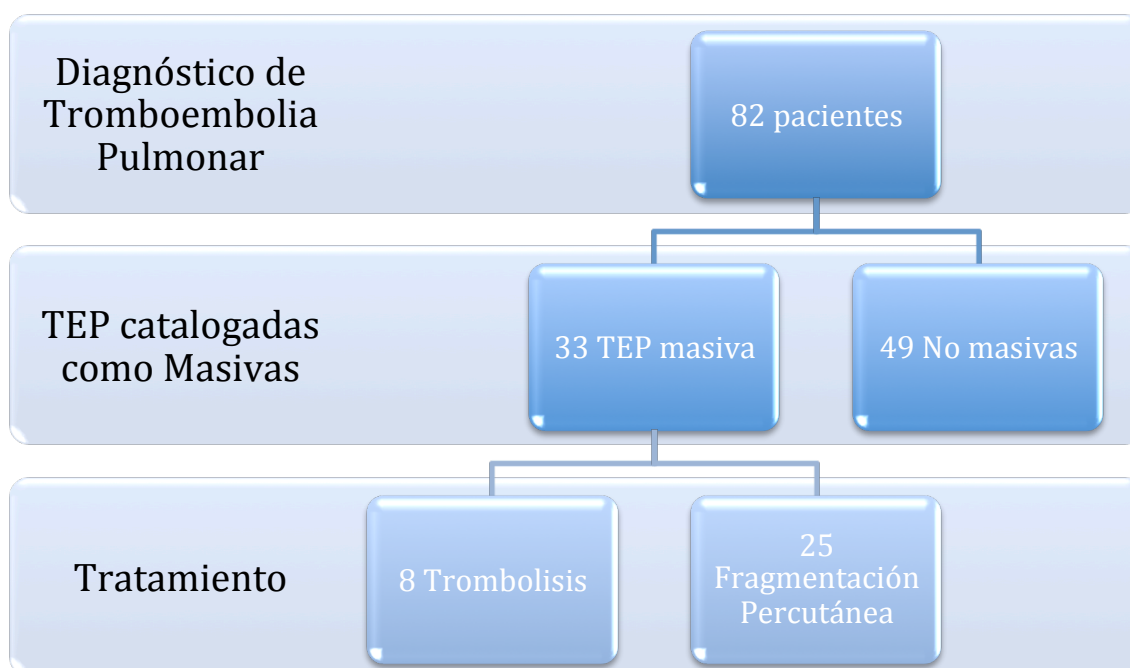 Diagnóstico de
Tromboembolia
Pulmonar
82 pacientes
TEP catalogadas
como Masivas
33 TEP masiva
49 No masivas
Tratamiento
8 Trombolisis
25
Fragmentación
Percutánea